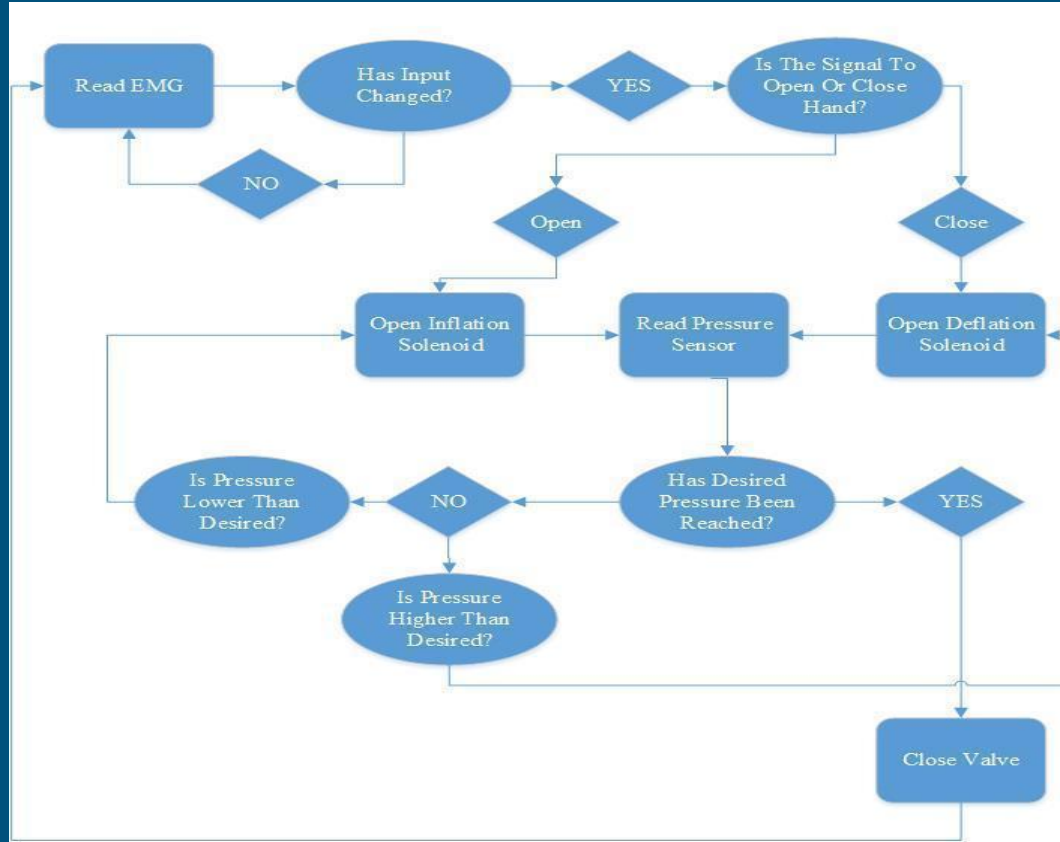 Read EMG
Has Input
Changed?
YES
Is The Signal To
Open Or Close
Hand?
NO
Open
Close
Open Inflation
Solenoid
Read Pressure
Sensor
Open Deflation
Solenoid
Is Pressure
Lower Than
Desired?
NO
Has Desired
Pressure Been
Reached?
YES
Is Pressure
Higher Than
Desired?
Close Valve